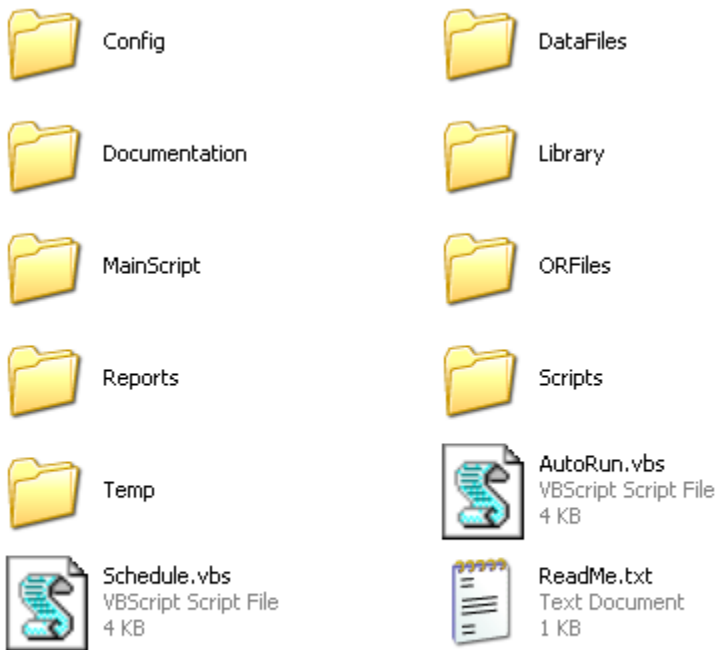 Config
DataFiles
Documentation
Library
MainScript
ORFiles
Reports
Scripts
Temp
AutoRun.vbs
VBScript Script File
4 KB
Schedule.vbs
VBScript Script File
4 KB
ReadMe.txt
Text Document
1 KB